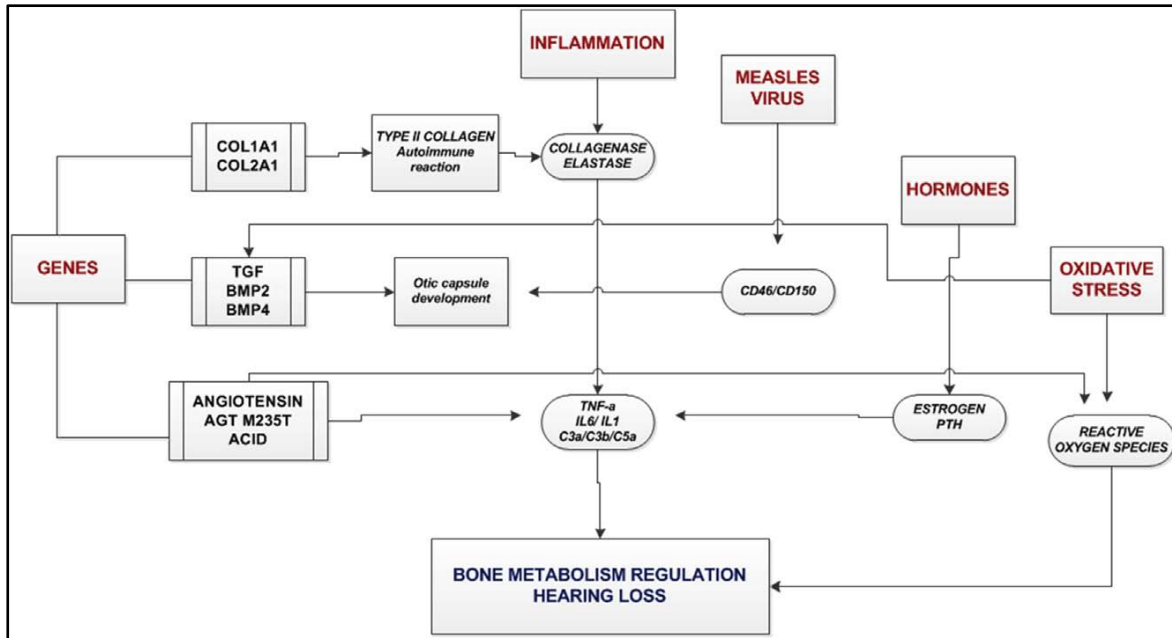 INFLAMMATION
MEASLES
VIRUS
COL1A1
COL2A1
TYPE II COLLAGEN
Autoimmune
reaction
COLLAGENASE
ELASTASE
HORMONES
GENES
TGF
BMP2
BMP4
Otic capsule
development
CD46/CD150
OXIDATIVE
STRESS
ANGIOTENSIN
AGT M235T
ACID
TNF-a
IL6/ IL1
C3a/C3b/C5a
ESTROGEN
PTH
REACTIVE
OXYGEN SPECIES
BONE METABOLISM REGULATION
HEARING LOSS